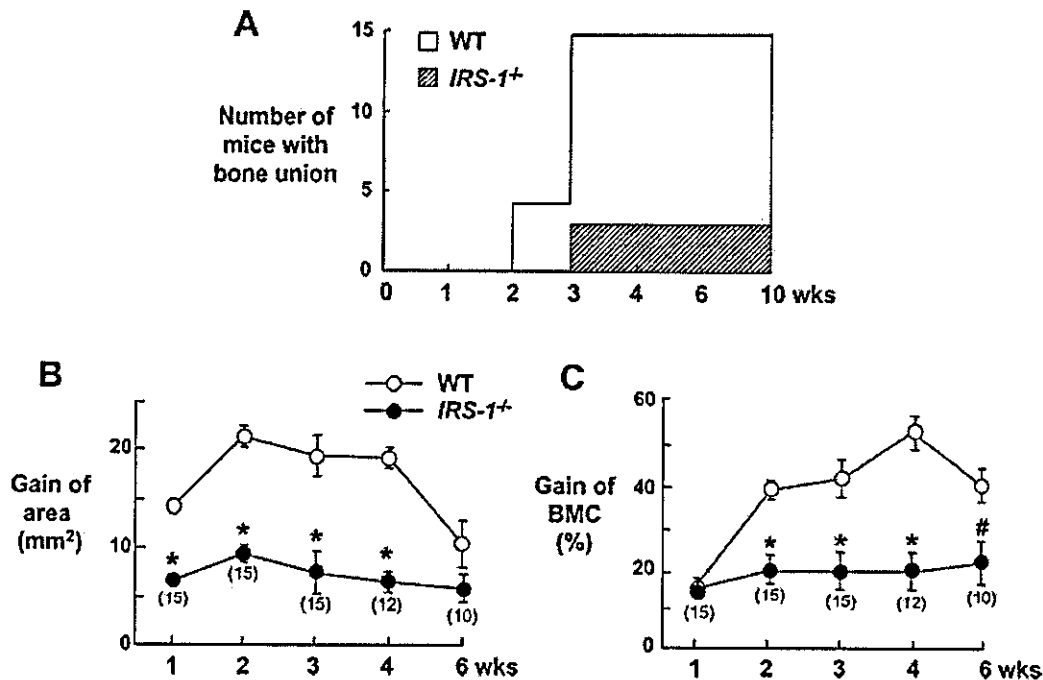 A
15
10
5
0
Number of
mice with
bone union
WT
IRS-1-/-
0 1 2 3 4 6 10 wks
B
WT
IRS-1-/-
20
10
0
Gain of
area
(mm²)
* * * *
(15) (15) (15) (12) (10)
1 2 3 4 6 wks
C
60
40
20
0
Gain of
BMC
(%)
* * * #
(15) (15) (15) (12) (10)
1 2 3 4 6 wks